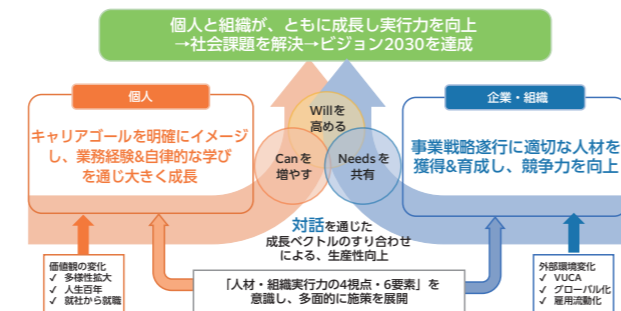 個人と組織が、ともに成長し実行力を向上
→社会課題を解決→ビジョン2030を達成
個人
キャリアゴールを明確にイメージ
し、業務経験&自律的な学び
を通じ大きく成長
Willを
高める
Canを
増やす
Needsを
共有
企業・組織
事業戦略遂行に適切な人材を
獲得&育成し、競争力を向上
対話を通じた
成長ベクトルのすり合わせ
による、生産性向上
価値観の変化
✓ 多様性拡大
✓ 人生百年
✓ 就社から就職
「人材・組織実行力の4視点・6要素」を
意識し、多面的に施策を展開
外部環境変化
✓ VUCA
✓ グローバル化
✓ 雇用流動化